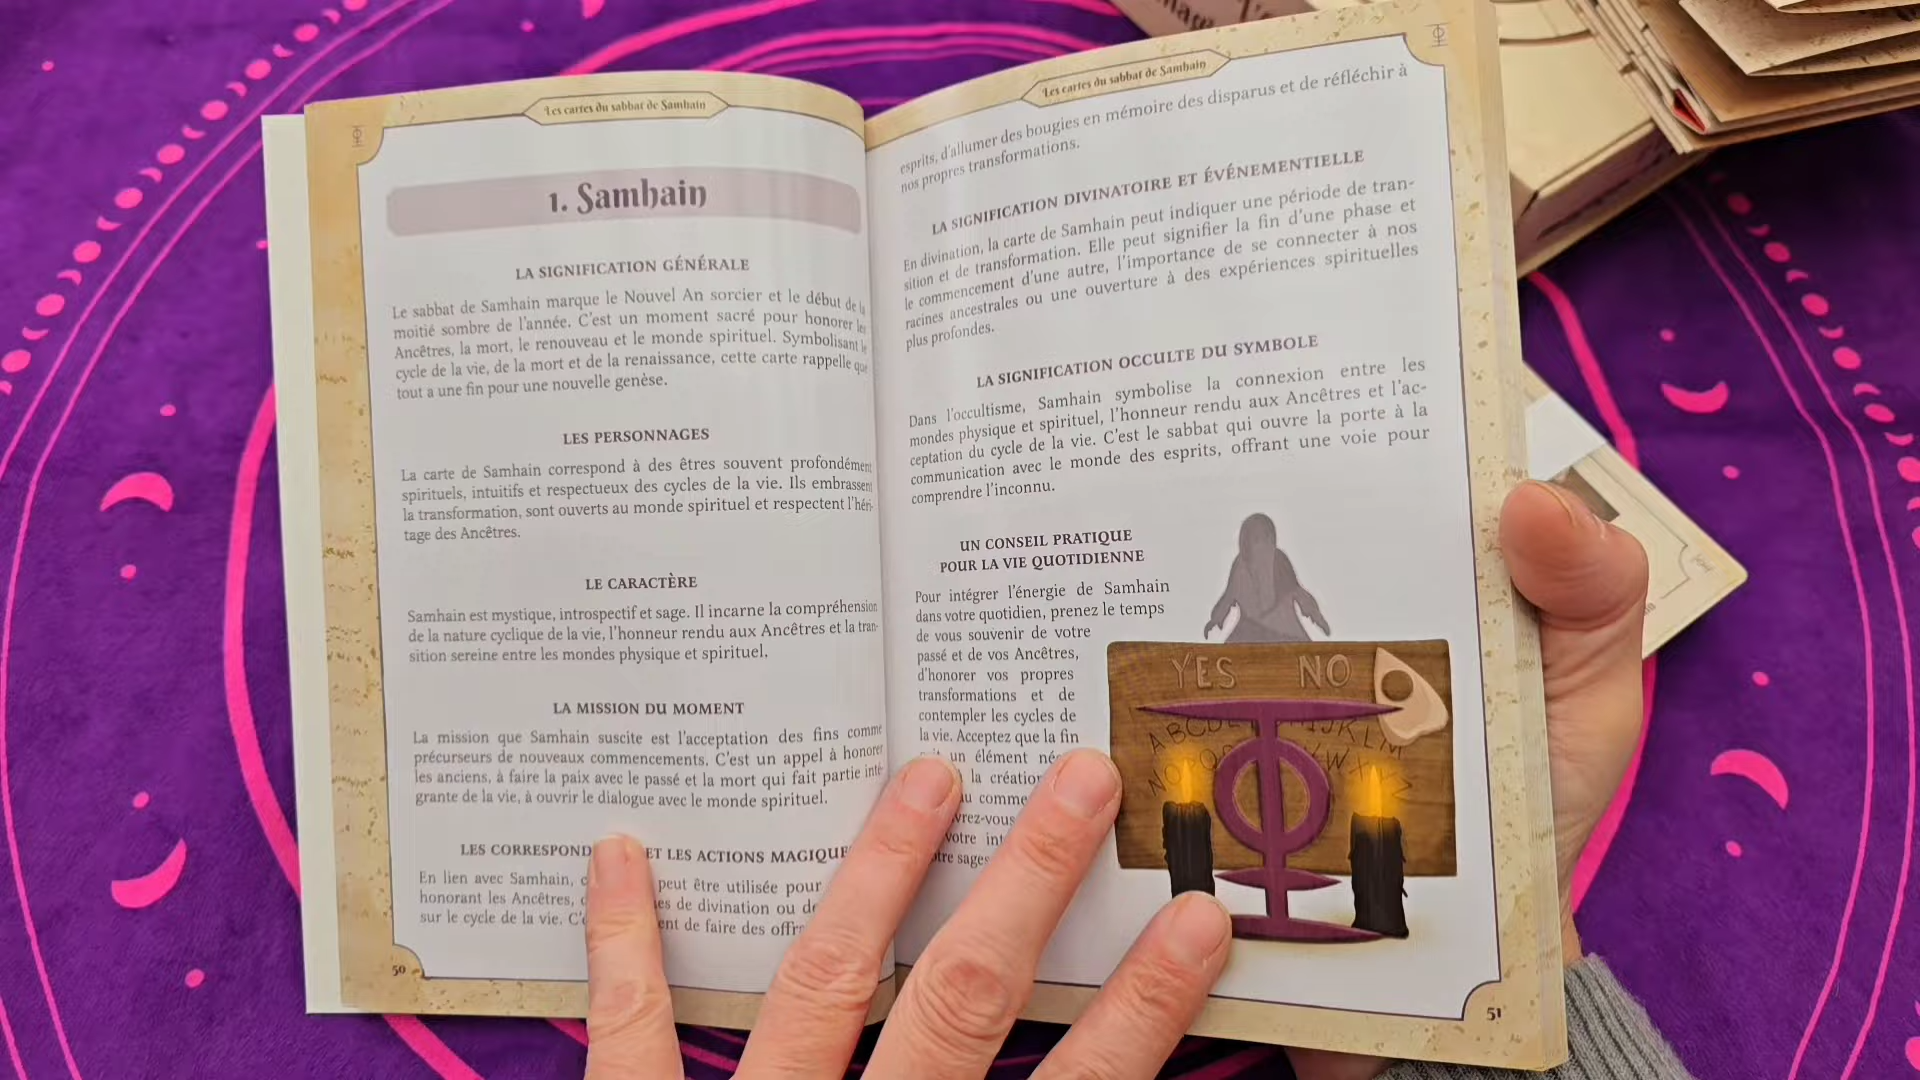 Les cartes du sabbat de Samhain
1. Samhain
LA SIGNIFICATION GÉNÉRALE
Le sabbat de Samhain marque le Nouvel An sorcier et le début de la
moitié sombre de l'année. C'est un moment sacré pour honorer les
Ancêtres, la mort, le renouveau et le monde spirituel. Symbolisant le
cycle de la vie, de la mort et de la renaissance, cette carte rappelle que
tout a une fin pour une nouvelle genèse.
LES PERSONNAGES
La carte de Samhain correspond à des êtres souvent profondément
spirituels, intuitifs et respectueux des cycles de la vie. Ils embrassent
la transformation, sont ouverts au monde spirituel et respectent l'héri-
tage des Ancêtres.
LE CARACTÈRE
Samhain est mystique, introspectif et sage. Il incarne la compréhension
de la nature cyclique de la vie, l'honneur rendu aux Ancêtres et la tran-
sition sereine entre les mondes physique et spirituel.
LA MISSION DU MOMENT
La mission que Samhain suscite est l'acceptation des fins comme
précurseurs de nouveaux commencements. C'est un appel à honorer
les anciens, à faire la paix avec le passé et la mort qui fait partie inté-
grante de la vie, à ouvrir le dialogue avec le monde spirituel.
LES ET LES ACTIONS MAGIQUES
En lien avec Samhain, peut être utilisée pour
honorant les Ancêtres, de divination ou
sur le cycle de la vie. de faire des
50
Les cartes du sabbat de Samhain
esprits, d'allumer des bougies en mémoire des disparus et de réfléchir à
nos propres transformations.
LA SIGNIFICATION DIVINATOIRE ET ÉVÉNEMENTIELLE
En divination, la carte de Samhain peut indiquer une période de tran-
sition et de transformation. Elle peut signifier la fin d'une phase et
le commencement d'une autre, l'importance de se connecter à nos
racines ancestrales ou une ouverture à des expériences spirituelles
plus profondes.
LA SIGNIFICATION OCCULTE DU SYMBOLE
Dans l'occultisme, Samhain symbolise la connexion entre les
mondes physique et spirituel, l'honneur rendu aux Ancêtres et l'ac-
ceptation du cycle de la vie. C'est le sabbat qui ouvre la porte à la
communication avec le monde des esprits, offrant une voie pour
comprendre l'inconnu.
UN CONSEIL PRATIQUE
POUR LA VIE QUOTIDIENNE
Pour intégrer l'énergie de Samhain
dans votre quotidien, prenez le temps
de vous souvenir de votre
passé et de vos Ancêtres,
d'honorer vos propres
transformations et de
contempler les cycles de
la vie. Acceptez que la fin
un élément
la création
votre
YES NO
51